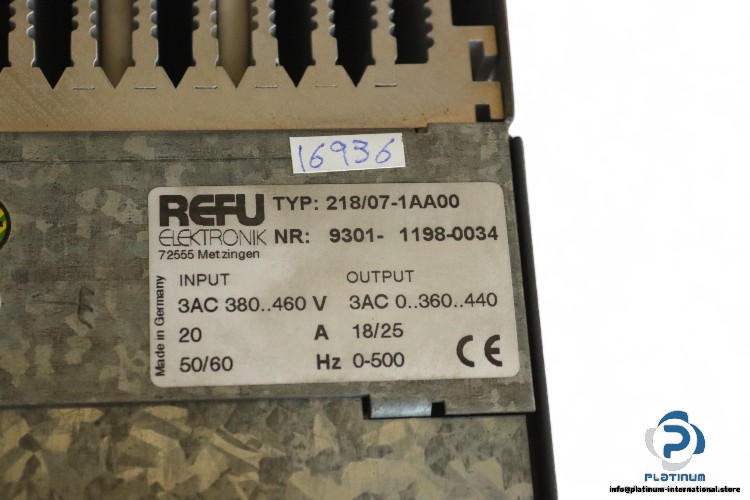 16936
REFU TYP: 218/07-1AA00
ELEKTRONIK NR: 9301- 1198-0034
72555 Metzingen
INPUT OUTPUT
3AC 380..460 V 3AC 0..360..440
20 A 18/25
50/60 Hz 0-500
CE
Made in Germany
PLATINUM
info@platinum-international.store